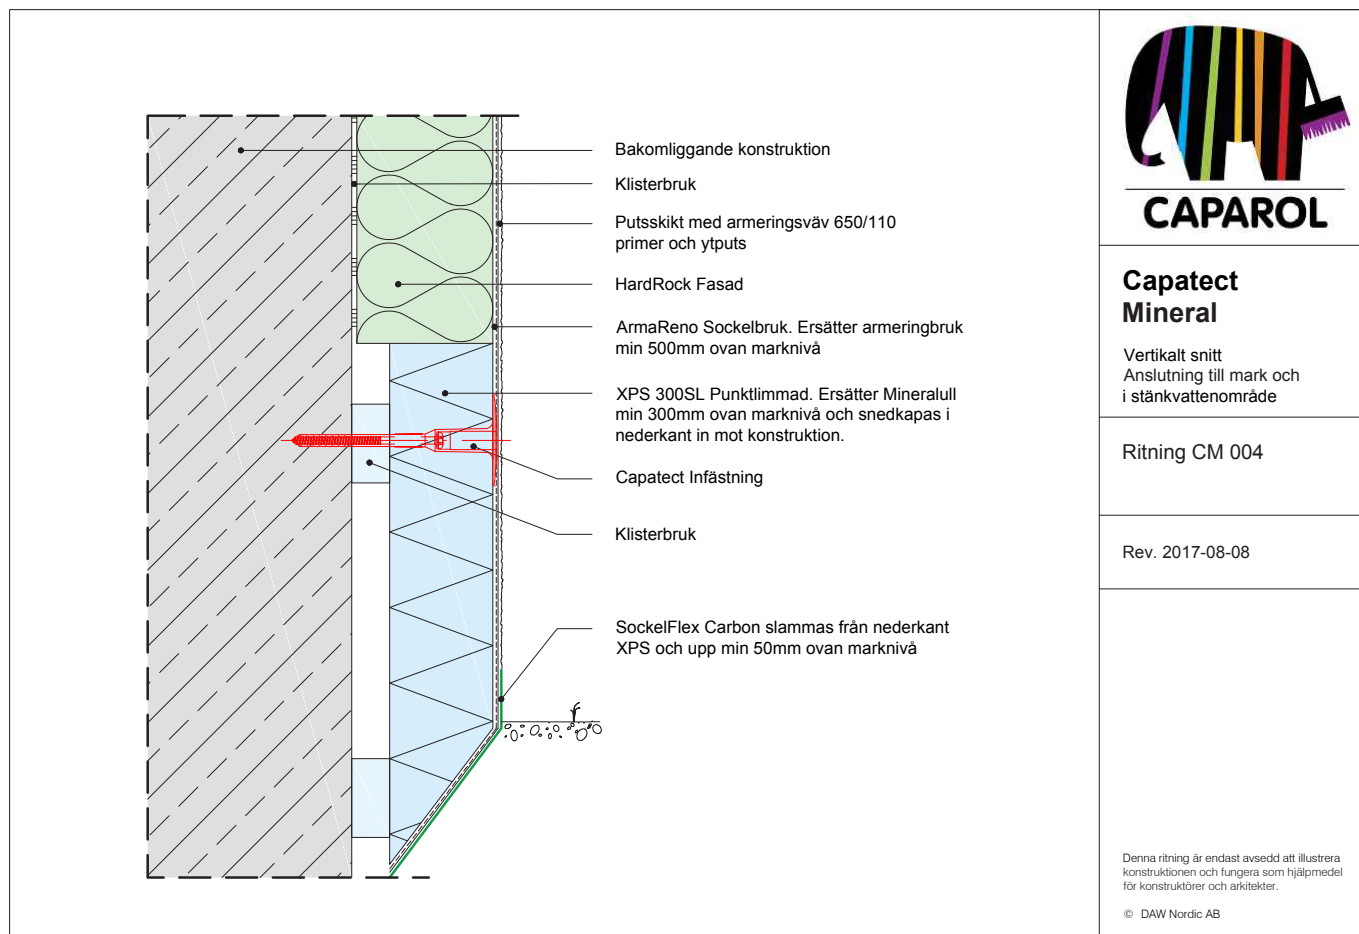 Bakomliggande konstruktion
Klisterbruk
Putsskikt med armeringsväv 650/110
primer och ytputs
HardRock Fasad
ArmaReno Sockelbruk. Ersätter armeringbruk
min 500mm ovan marknivå
XPS 300SL Punktlimmad. Ersätter Mineralull
min 300mm ovan marknivå och snedkapas i
nederkant in mot konstruktion.
Capatect Infästning
Klisterbruk
SockelFlex Carbon slammas från nederkant
XPS och upp min 50mm ovan marknivå
CAPAROL
Capatect
Mineral
Vertikalt snitt
Anslutning till mark och
i stänkvattenområde
Ritning CM 004
Rev. 2017-08-08
Denna ritning är endast avsedd att illustrera
konstruktionen och fungera som hjälpmedel
för konstruktörer och arkitekter.
© DAW Nordic AB